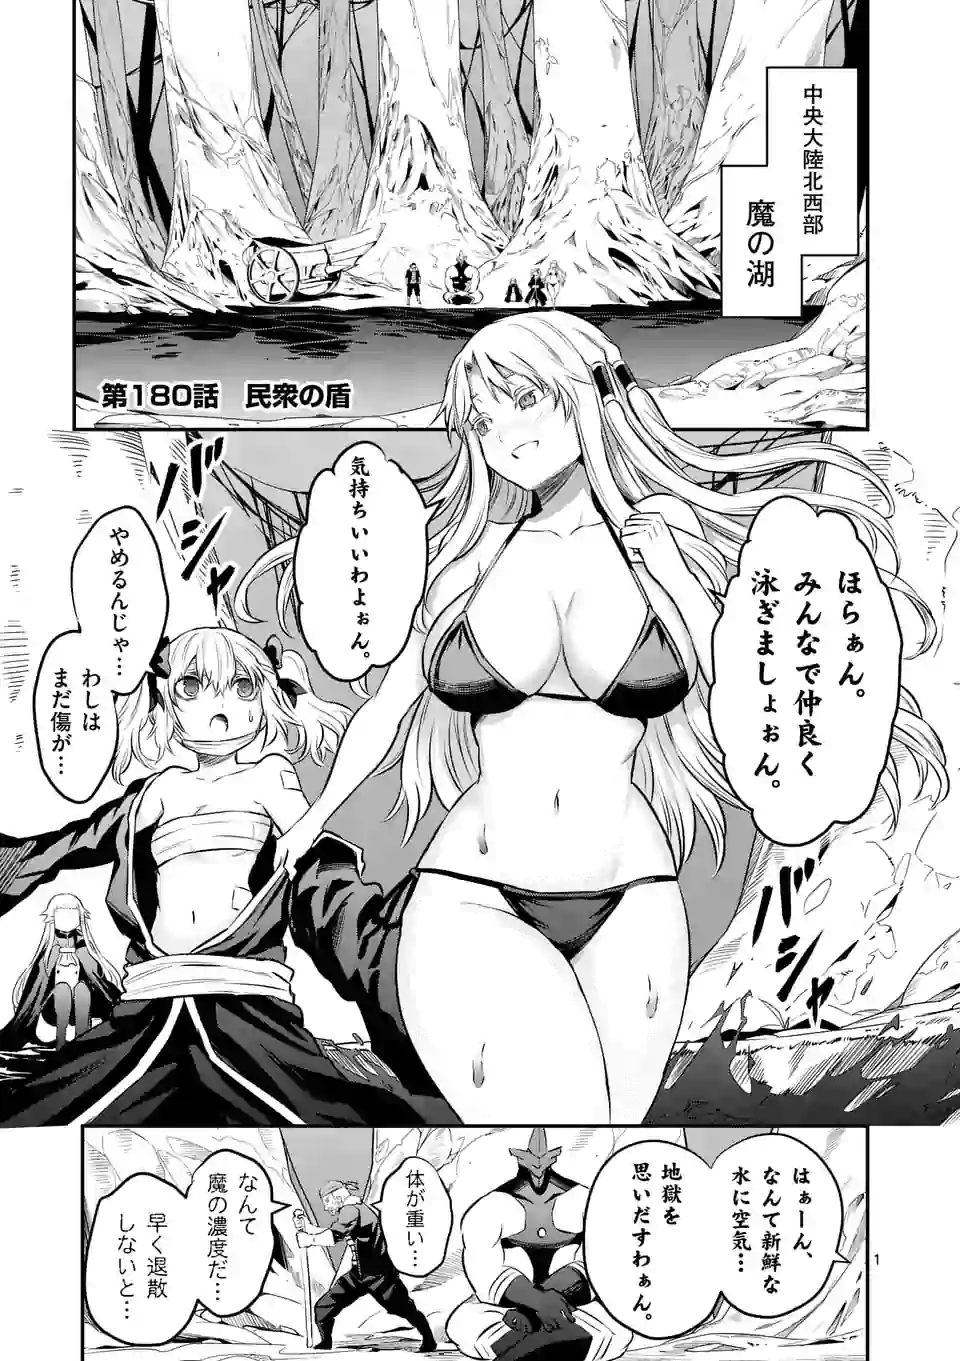 中央大陸北西部
魔の湖
第180話　民衆の盾
ほらぁん。
みんなで仲良く
泳ぎましょぉん。
気持ちいいわよぉん。
やめるんじゃ…
わしは
まだ傷が…
バシャ
バシャ
はぁーん、
なんて新鮮な
水に空気…
地獄を
思いだすわぁん。
体が重い…
なんて
魔の濃度だ…
早く退散
しないと…
1